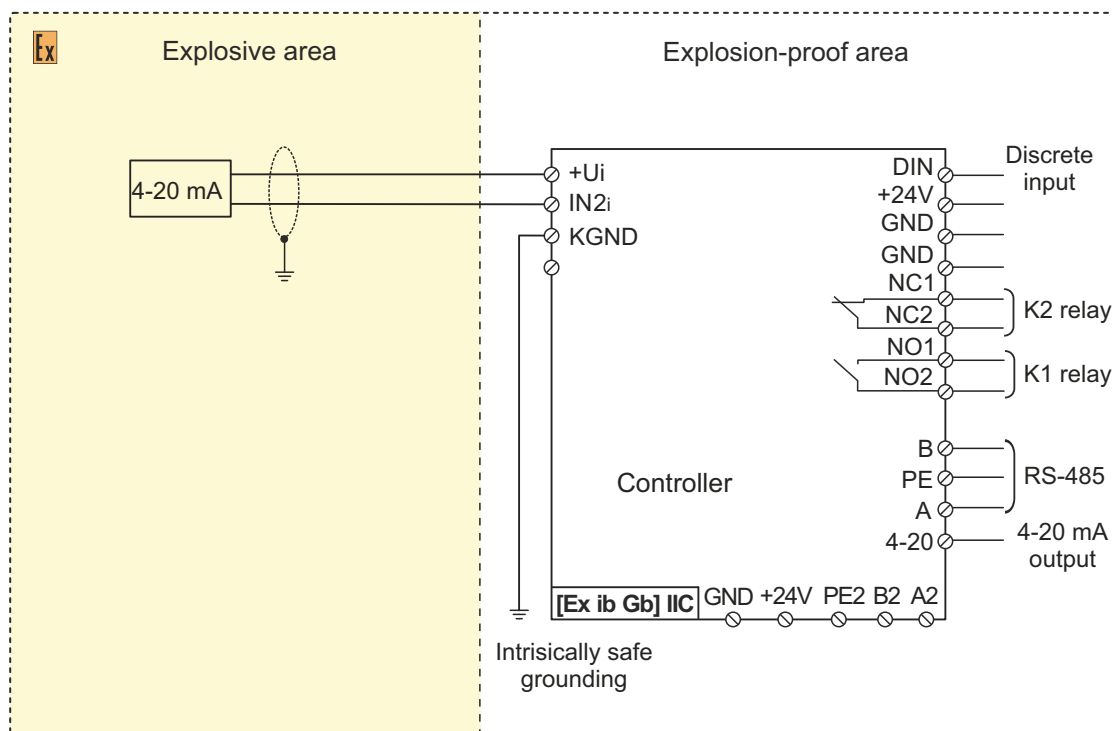 Ex
Explosive area
Explosion-proof area
4-20 mA
+Ui
IN2i
KGND
DIN
+24V
GND
GND
NC1
NC2
NO1
NO2
B
PE
A
4-20
Discrete
input
K2 relay
K1 relay
RS-485
4-20 mA
output
Controller
[Ex ib Gb] IIC
GND +24V PE2 B2 A2
Intrisically safe
grounding